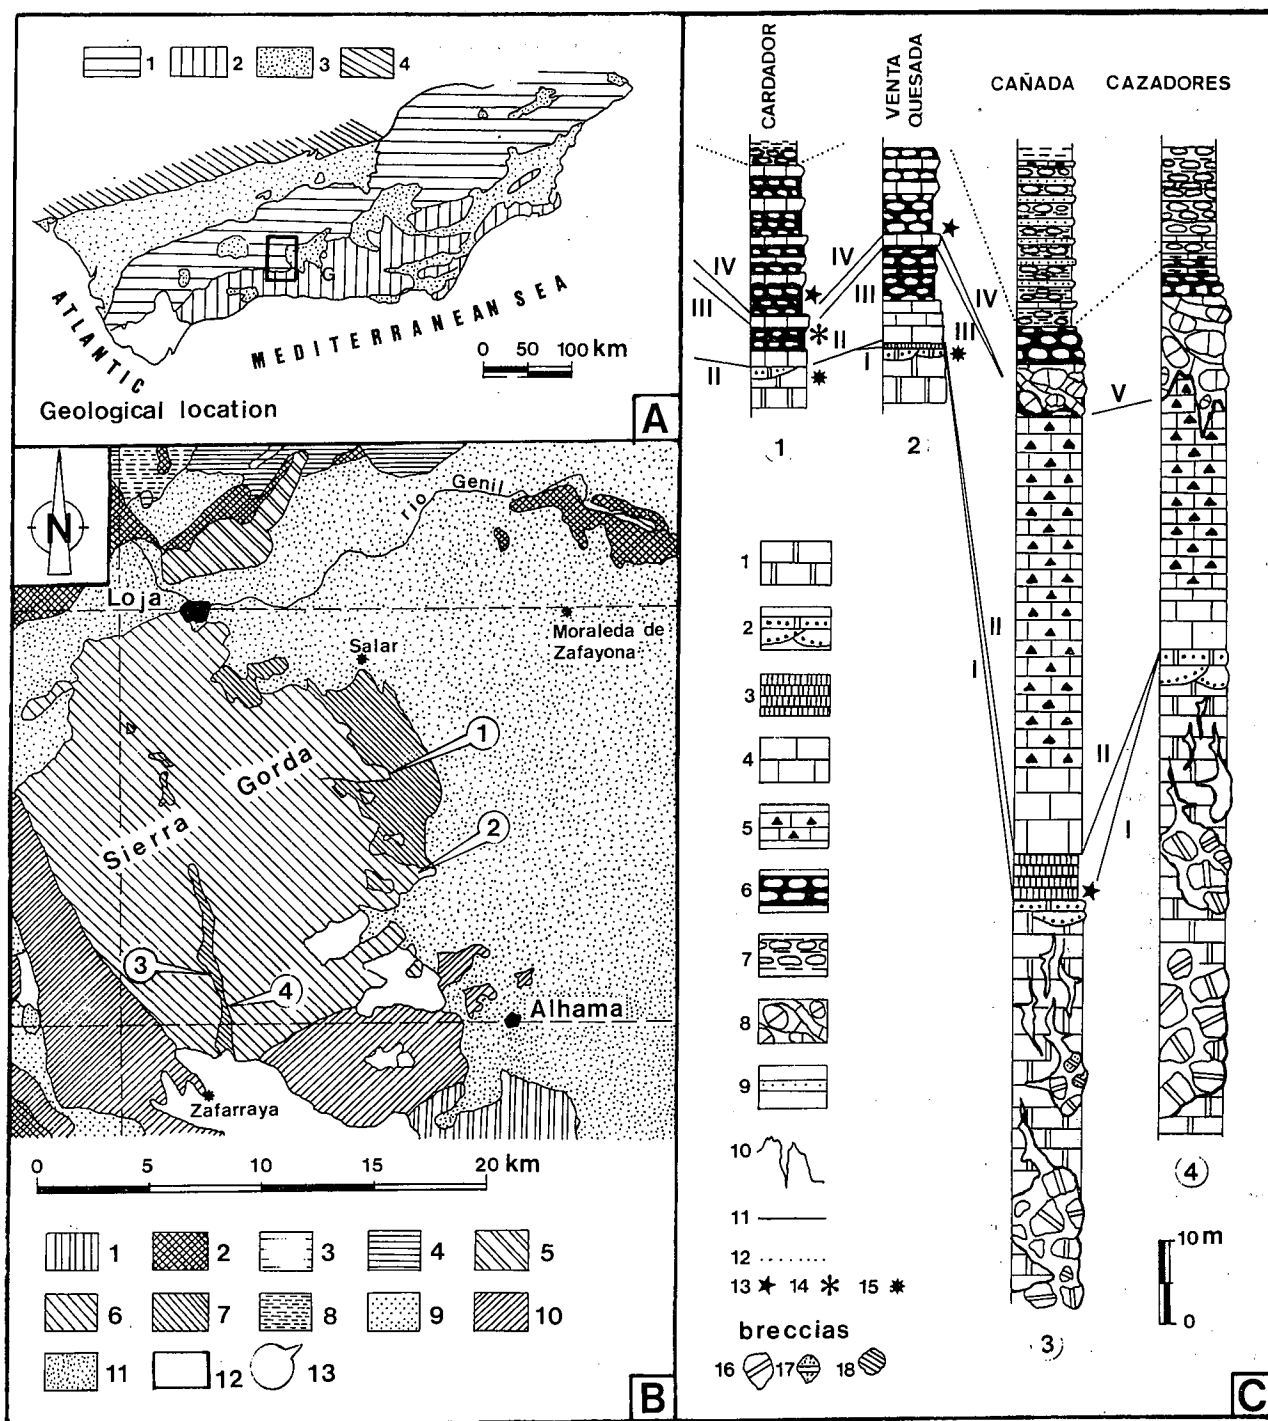 1 2 3 4
ATLANTIC
MEDITERRANEAN SEA
G
0 50 100 km
Geological location
A
N
rio Genil
Loja
Moraleda de
Zafayona
Salar
Sierra Gorda
1
2
3
4
Alhama
Zafarraya
0 5 10 15 20 km
1 2 3 4 5
6 7 8 9 10
11 12 13
B
CARDADOR
VENTA
QUESADA
CAÑADA
CAZADORES
IV
III
II
IV
III
II
I
IV
III
V
II
I
II
I
1
2
3
4
1
2
3
4
5
6
7
8
9
10
11
12
13 14 15
breccias
16 17 18
10 m
0
C